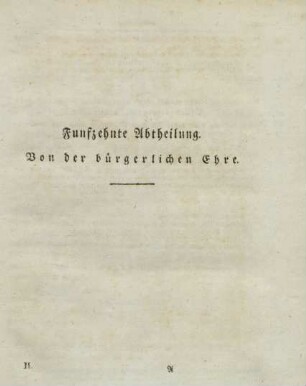 Funfzehnte Abtheilung.
Von der bürgerlichen Ehre.
II. R